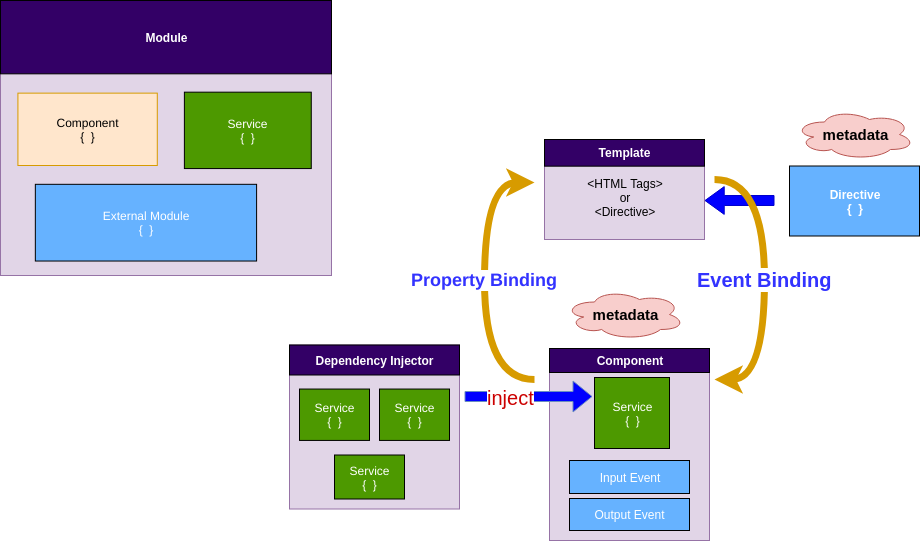 Module
Component
{ }
Service
{ }
External Module
{ }
metadata
Template
<HTML Tags>
or
<Directive>
Directive
{ }
Property Binding
Event Binding
metadata
Dependency Injector
Service
{ }
Service
{ }
Service
{ }
inject
Component
Service
{ }
Input Event
Output Event